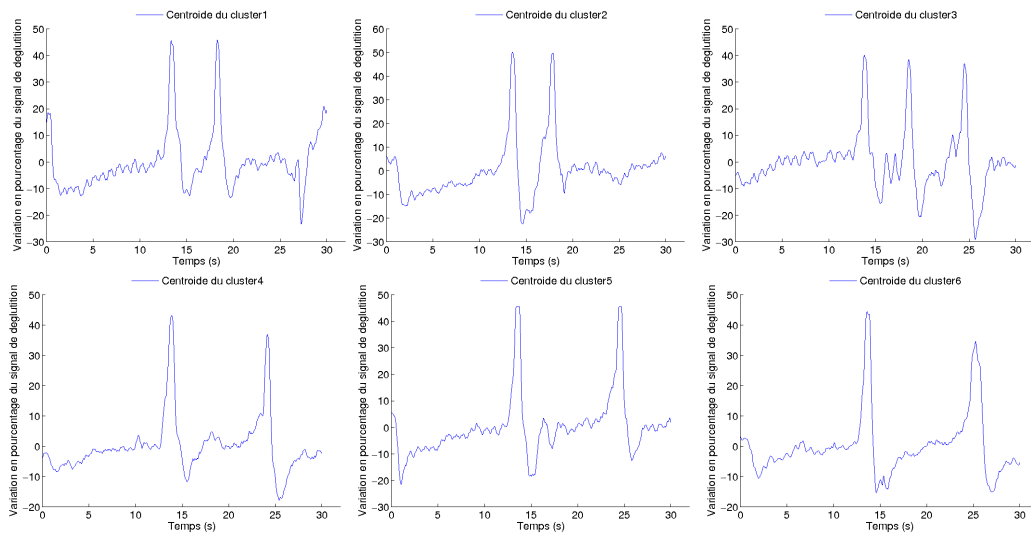 Centroide du cluster1
Variation en pourcentage du signal de deglutition
50
40
30
20
10
0
−10
−20
−30
0 5 10 15 20 25 30
Temps (s)
Centroide du cluster2
Variation en pourcentage du signal de deglutition
60
50
40
30
20
10
0
−10
−20
−30
0 5 10 15 20 25 30
Temps (s)
Centroide du cluster3
Variation en pourcentage du signal de deglutition
50
40
30
20
10
0
−10
−20
−30
0 5 10 15 20 25 30
Temps (s)
Centroide du cluster4
Variation en pourcentage du signal de deglutition
50
40
30
20
10
0
−10
−20
0 5 10 15 20 25 30
Temps (s)
Centroide du cluster5
Variation en pourcentage du signal de deglutition
50
40
30
20
10
0
−10
−20
−30
0 5 10 15 20 25 30
Temps (s)
Centroide du cluster6
Variation en pourcentage du signal de deglutition
50
40
30
20
10
0
−10
−20
0 5 10 15 20 25 30
Temps (s)